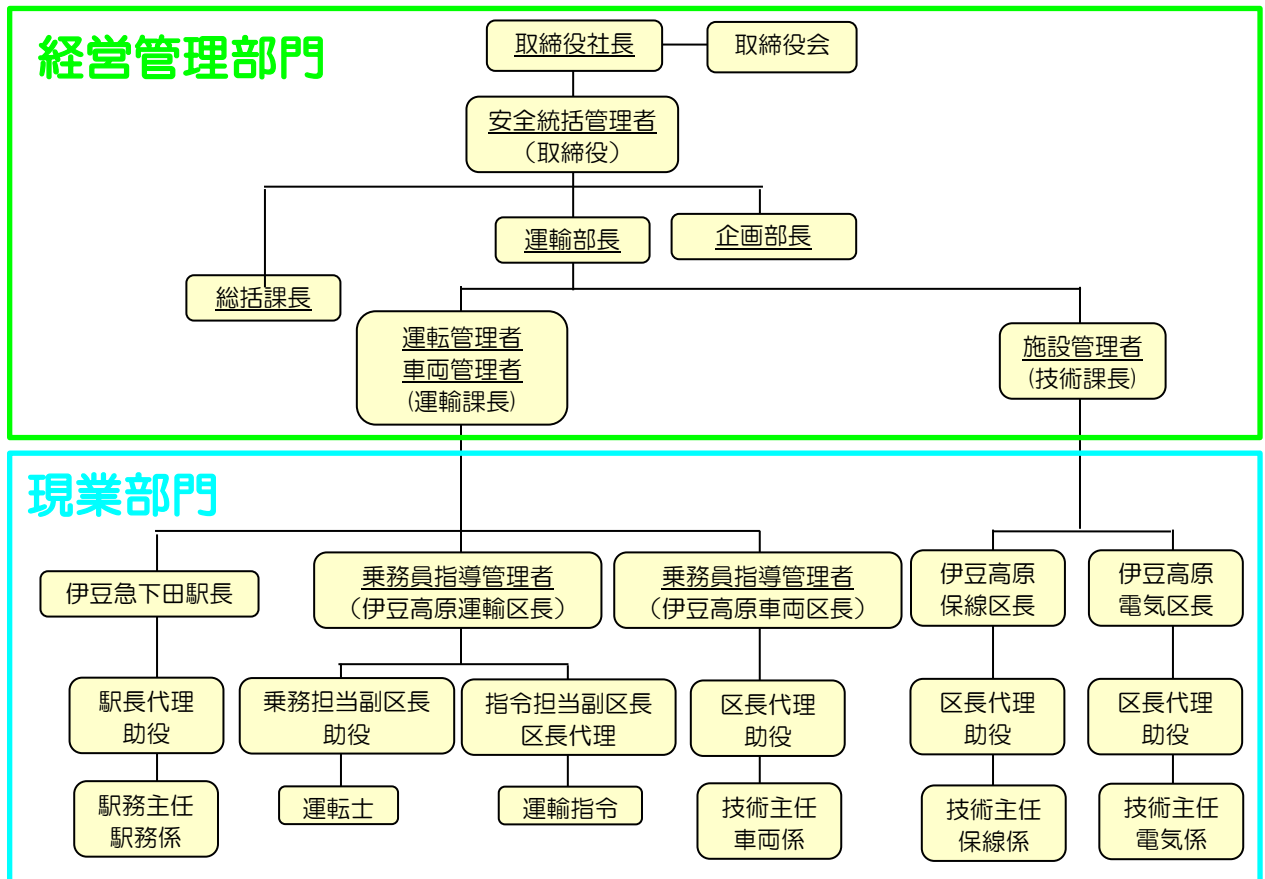 経営管理部門
取締役社長
取締役会
安全統括管理者
（取締役）
運輸部長
企画部長
総括課長
運転管理者
車両管理者
(運輸課長)
施設管理者
(技術課長)
現業部門
伊豆急下田駅長
乗務員指導管理者
（伊豆高原運輸区長）
乗務員指導管理者
（伊豆高原車両区長）
伊豆高原
保線区長
伊豆高原
電気区長
駅長代理
助役
乗務担当副区長
助役
指令担当副区長
区長代理
区長代理
助役
区長代理
助役
区長代理
助役
駅務主任
駅務係
運転士
運輸指令
技術主任
車両係
技術主任
保線係
技術主任
電気係